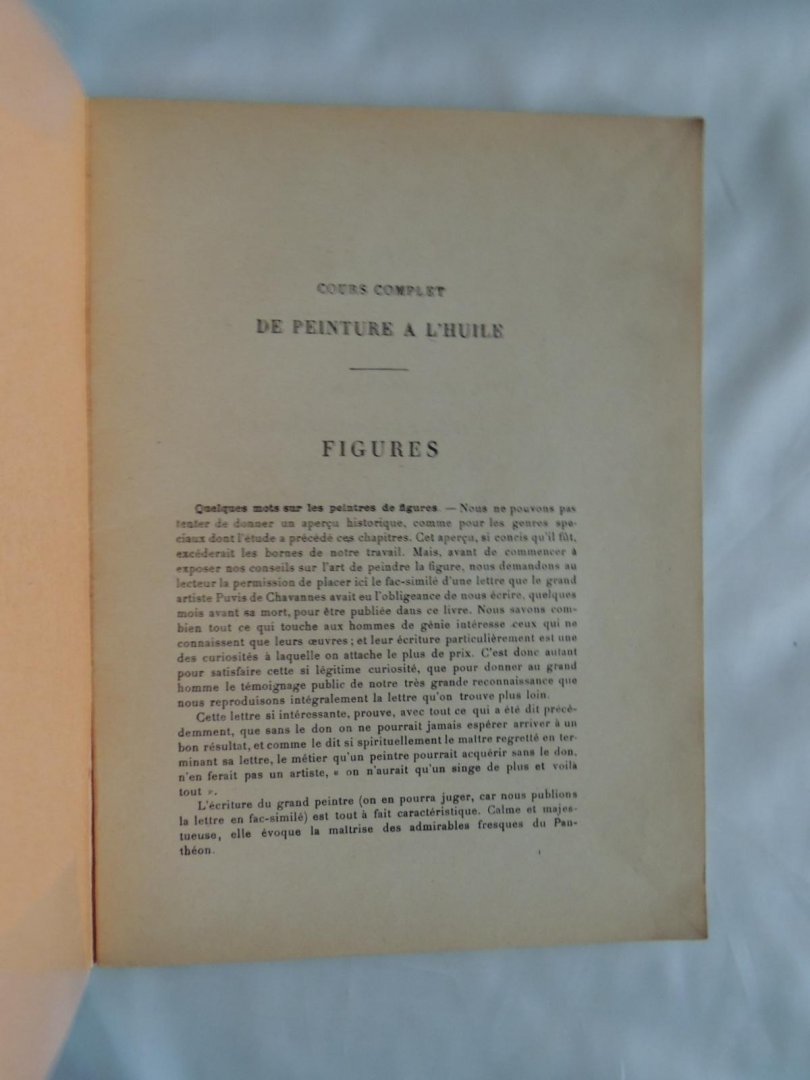 COURS COMPLET
DE PEINTURE A L'HUILE
FIGURES
Quelques mots sur les peintres de figures. — Nous ne pouvons pas
tenter de donner un aperçu historique, comme pour les genres spé-
ciaux dont l'étude a précédé ces chapitres. Cet aperçu, si concis qu'il fût,
excéderait les bornes de notre travail. Mais, avant de commencer à
exposer nos conseils sur l'art de peindre la figure, nous demandons au
lecteur la permission de placer ici le fac-similé d'une lettre que le grand
artiste Puvis de Chavannes avait eu l'obligeance de nous écrire, quelques
mois avant sa mort, pour être publiée dans ce livre. Nous savons com-
bien tout ce qui touche aux hommes de génie intéresse ceux qui ne
connaissent que leurs œuvres ; et leur écriture particulièrement est une
des curiosités à laquelle on attache le plus de prix. C'est donc autant
pour satisfaire cette si légitime curiosité, que pour donner au grand
homme le témoignage public de notre très grande reconnaissance que
nous reproduisons intégralement la lettre qu'on trouve plus loin.
Cette lettre si intéressante, prouve, avec tout ce qui a été dit précé-
demment, que sans le don on ne pourrait jamais espérer arriver à un
bon résultat, et comme le dit si spirituellement le maître regretté en ter-
minant sa lettre, le métier qu'un peintre pourrait acquérir sans le don,
n'en ferait pas un artiste, « on n'aurait qu'un singe de plus et voilà
tout ».
L'écriture du grand peintre (on en pourra juger, car nous publions
la lettre en fac-similé) est tout à fait caractéristique. Calme et majes-
tueuse, elle évoque la maîtrise des admirables fresques du Pan-
théon.